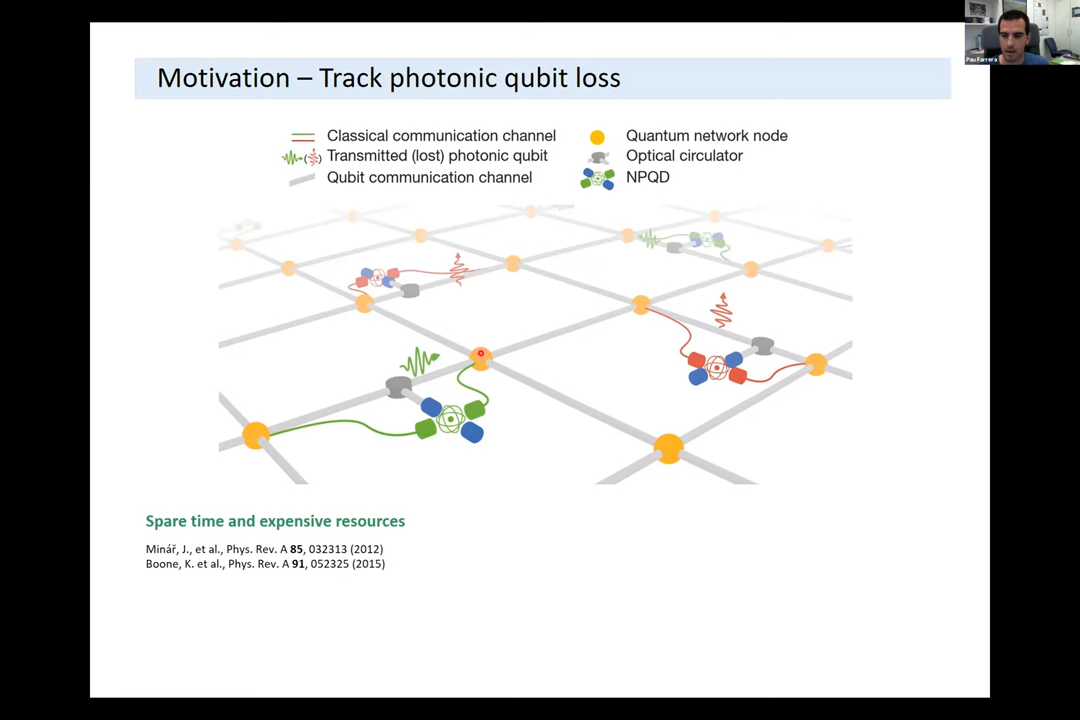 Pau Farrera
Motivation – Track photonic qubit loss
Classical communication channel
Transmitted (lost) photonic qubit
Qubit communication channel
Quantum network node
Optical circulator
NPQD
Spare time and expensive resources
Minář, J., et al., Phys. Rev. A 85, 032313 (2012)
Boone, K. et al., Phys. Rev. A 91, 052325 (2015)